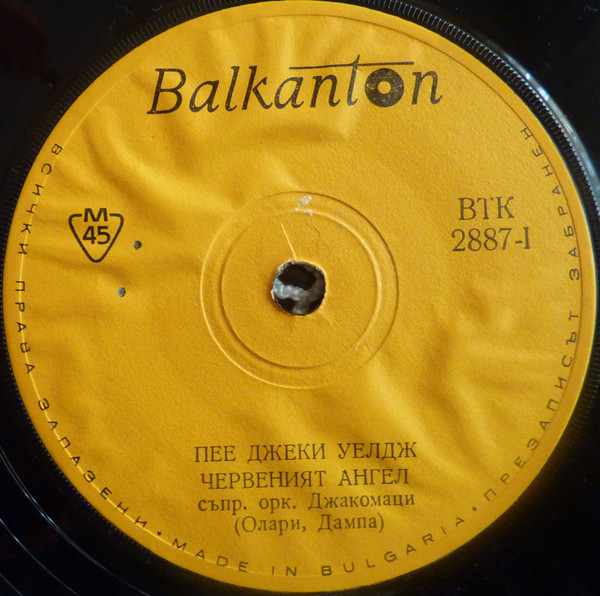 Balkanton
М
45
ВТК
2887-I
ПЕЕ ДЖЕКИ УЕЛДЖ
ЧЕРВЕНИЯТ АНГЕЛ
съпр. орк. Джакомаци
(Олари, Дампа)
ВСИЧКИ ПРАВА ЗАПАЗЕНИ • MADE IN BULGARIA • ПРЕЗАПИСЪТ ЗАБРАНЕН